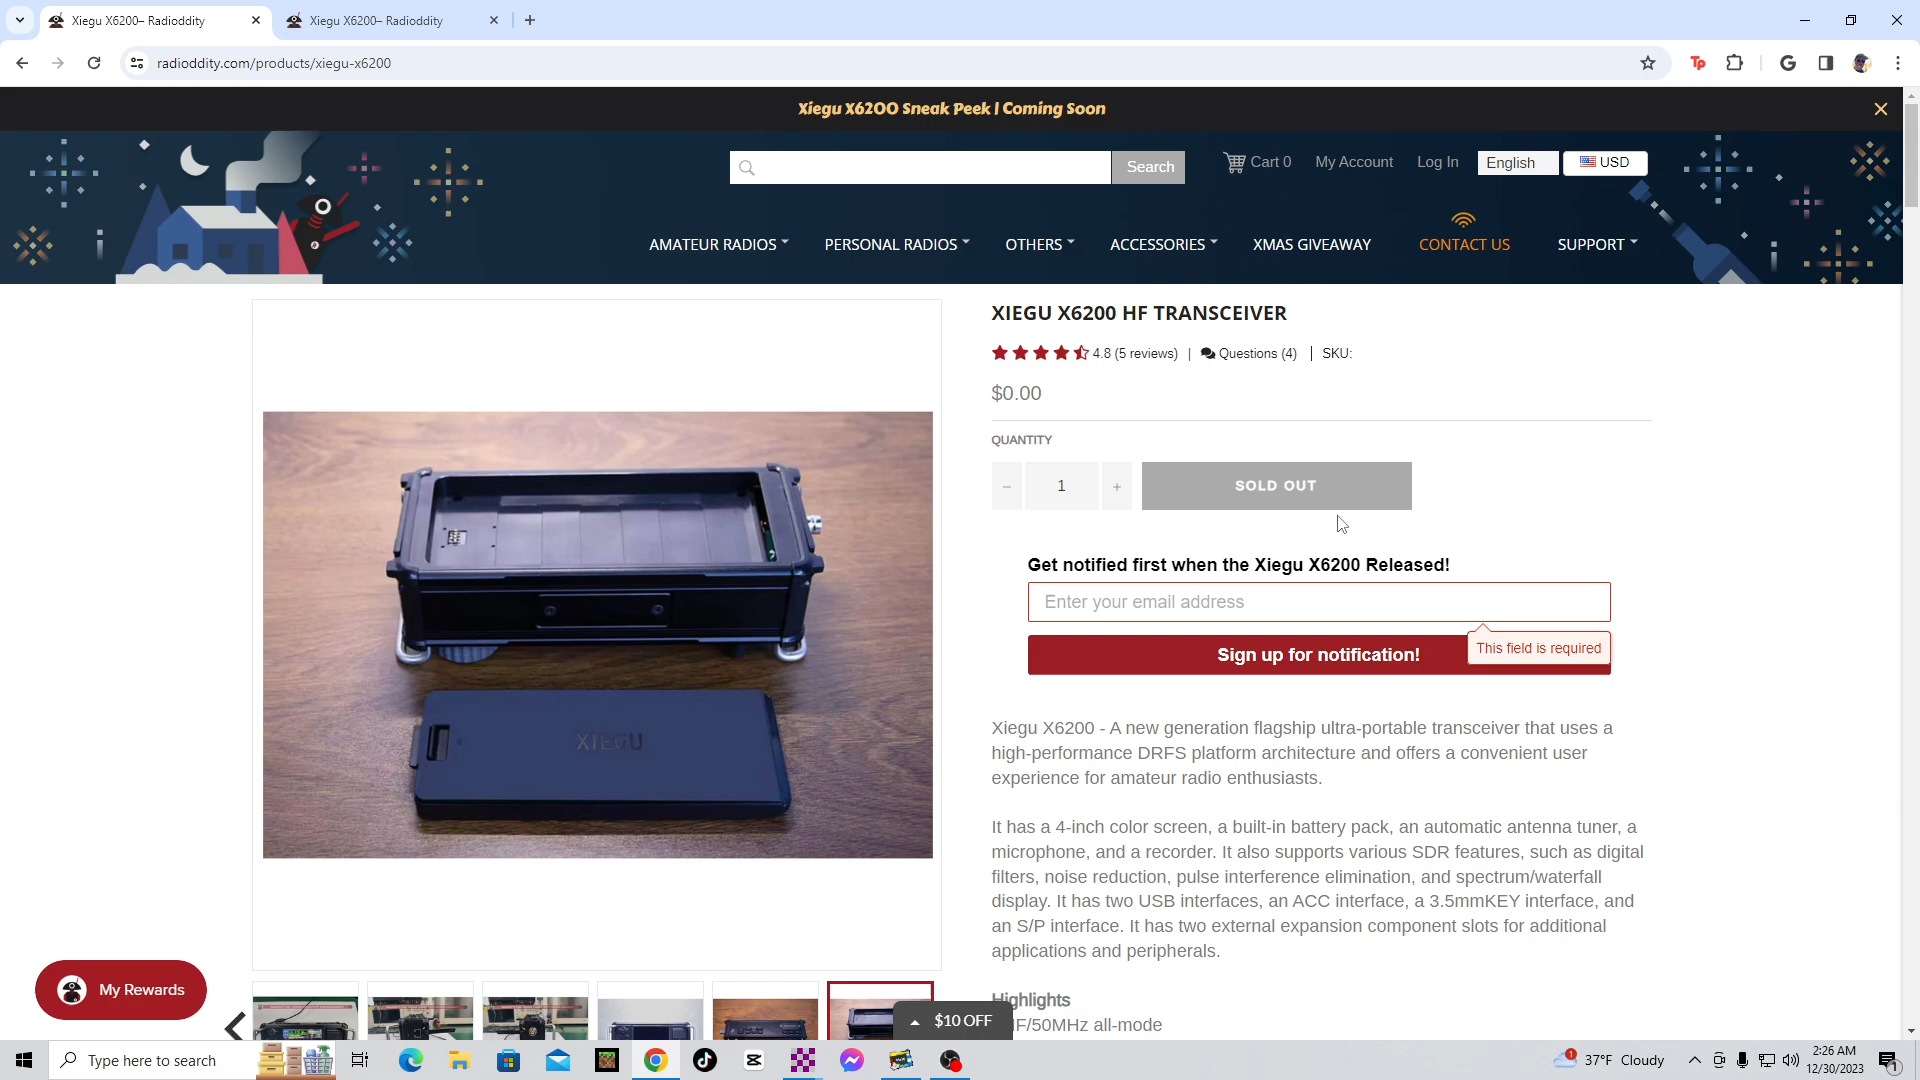 Xiegu X6200– Radioddity
Xiegu X6200– Radioddity
radioddity.com/products/xiegu-x6200
Tp
Xiegu X6200 Sneak Peek | Coming Soon
Search
Cart 0
My Account
Log In
English
USD
AMATEUR RADIOS
PERSONAL RADIOS
OTHERS
ACCESSORIES
XMAS GIVEAWAY
CONTACT US
SUPPORT
XIEGU X6200 HF TRANSCEIVER
4.8 (5 reviews) | Questions (4) | SKU:
$0.00
QUANTITY
− 1 + SOLD OUT
Get notified first when the Xiegu X6200 Released!
Enter your email address
Sign up for notification!
This field is required
XIEGU
Xiegu X6200 - A new generation flagship ultra-portable transceiver that uses a
high-performance DRFS platform architecture and offers a convenient user
experience for amateur radio enthusiasts.
It has a 4-inch color screen, a built-in battery pack, an automatic antenna tuner, a
microphone, and a recorder. It also supports various SDR features, such as digital
filters, noise reduction, pulse interference elimination, and spectrum/waterfall
display. It has two USB interfaces, an ACC interface, a 3.5mmKEY interface, and
an S/P interface. It has two external expansion component slots for additional
applications and peripherals.
Highlights
F/50MHz all-mode
My Rewards
$10 OFF
Type here to search
1
37°F Cloudy
2:26 AM
12/30/2023
1